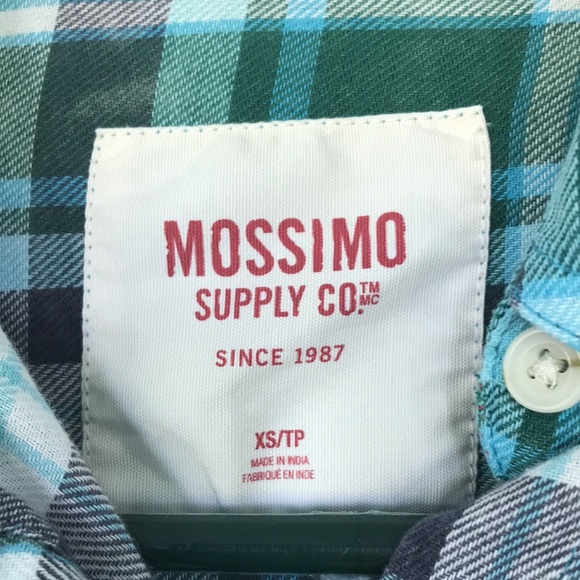 MOSSIMO
SUPPLY CO.™ MC
SINCE 1987
XS/TP
MADE IN INDIA
FABRIQUÉ EN INDE